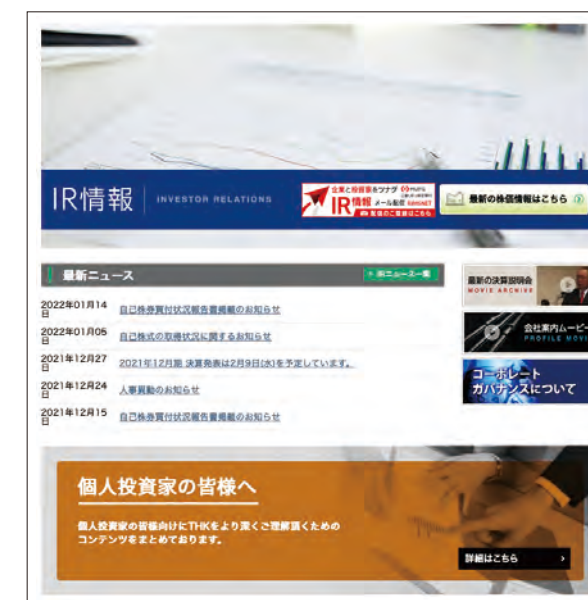 IR情報
INVESTOR RELATIONS
企業と投資家をツナグ
IR情報 メール配信
配信のご登録はこちら
最新の株価情報はこちら
最新ニュース
IRニュース一覧
2022年01月14日 自己株券買付状況報告書掲載のお知らせ
2022年01月05日 自己株式の取得状況に関するお知らせ
2021年12月27日 2021年12月期 決算発表は2月9日(水)を予定しています。
2021年12月24日 人事異動のお知らせ
2021年12月15日 自己株券買付状況報告書掲載のお知らせ
最新の決算説明会
MOVIE ARCHIVE
会社案内ムービ
PROFILE MOVI
コーポレート
ガバナンスについて
個人投資家の皆様へ
個人投資家の皆様向けにTHKをより深くご理解頂くための
コンテンツをまとめております。
詳細はこちら